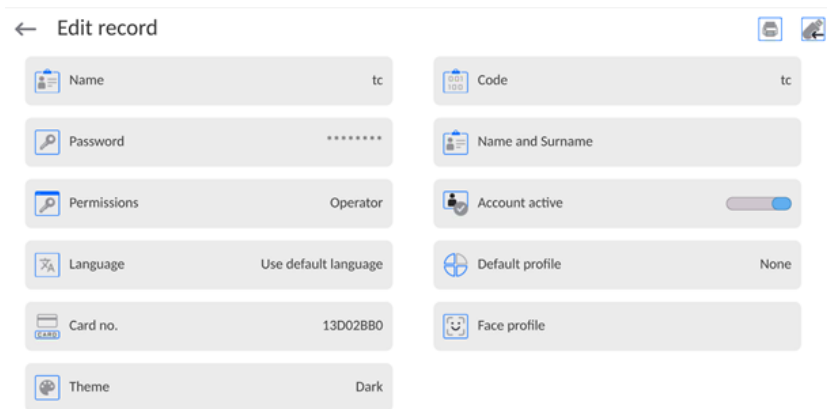 Edit record
Name tc
Code tc
Password ********
Name and Surname
Permissions Operator
Account active
Language Use default language
Default profile None
Card no. 13D02BB0
Face profile
Theme Dark